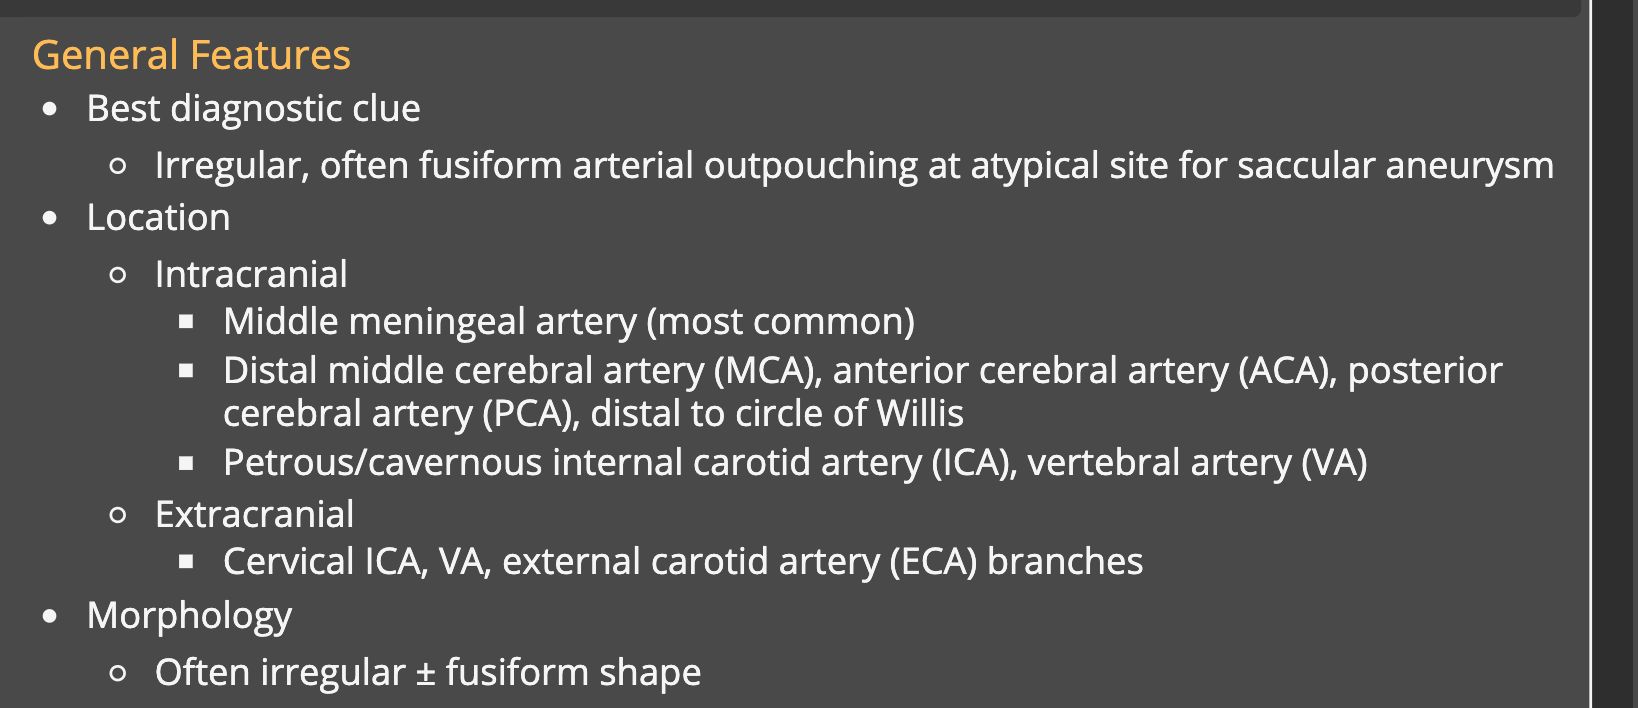 General Features
• Best diagnostic clue
○ Irregular, often fusiform arterial outpouching at atypical site for saccular aneurysm
• Location
○ Intracranial
▪ Middle meningeal artery (most common)
▪ Distal middle cerebral artery (MCA), anterior cerebral artery (ACA), posterior
cerebral artery (PCA), distal to circle of Willis
▪ Petrous/cavernous internal carotid artery (ICA), vertebral artery (VA)
○ Extracranial
▪ Cervical ICA, VA, external carotid artery (ECA) branches
• Morphology
○ Often irregular ± fusiform shape